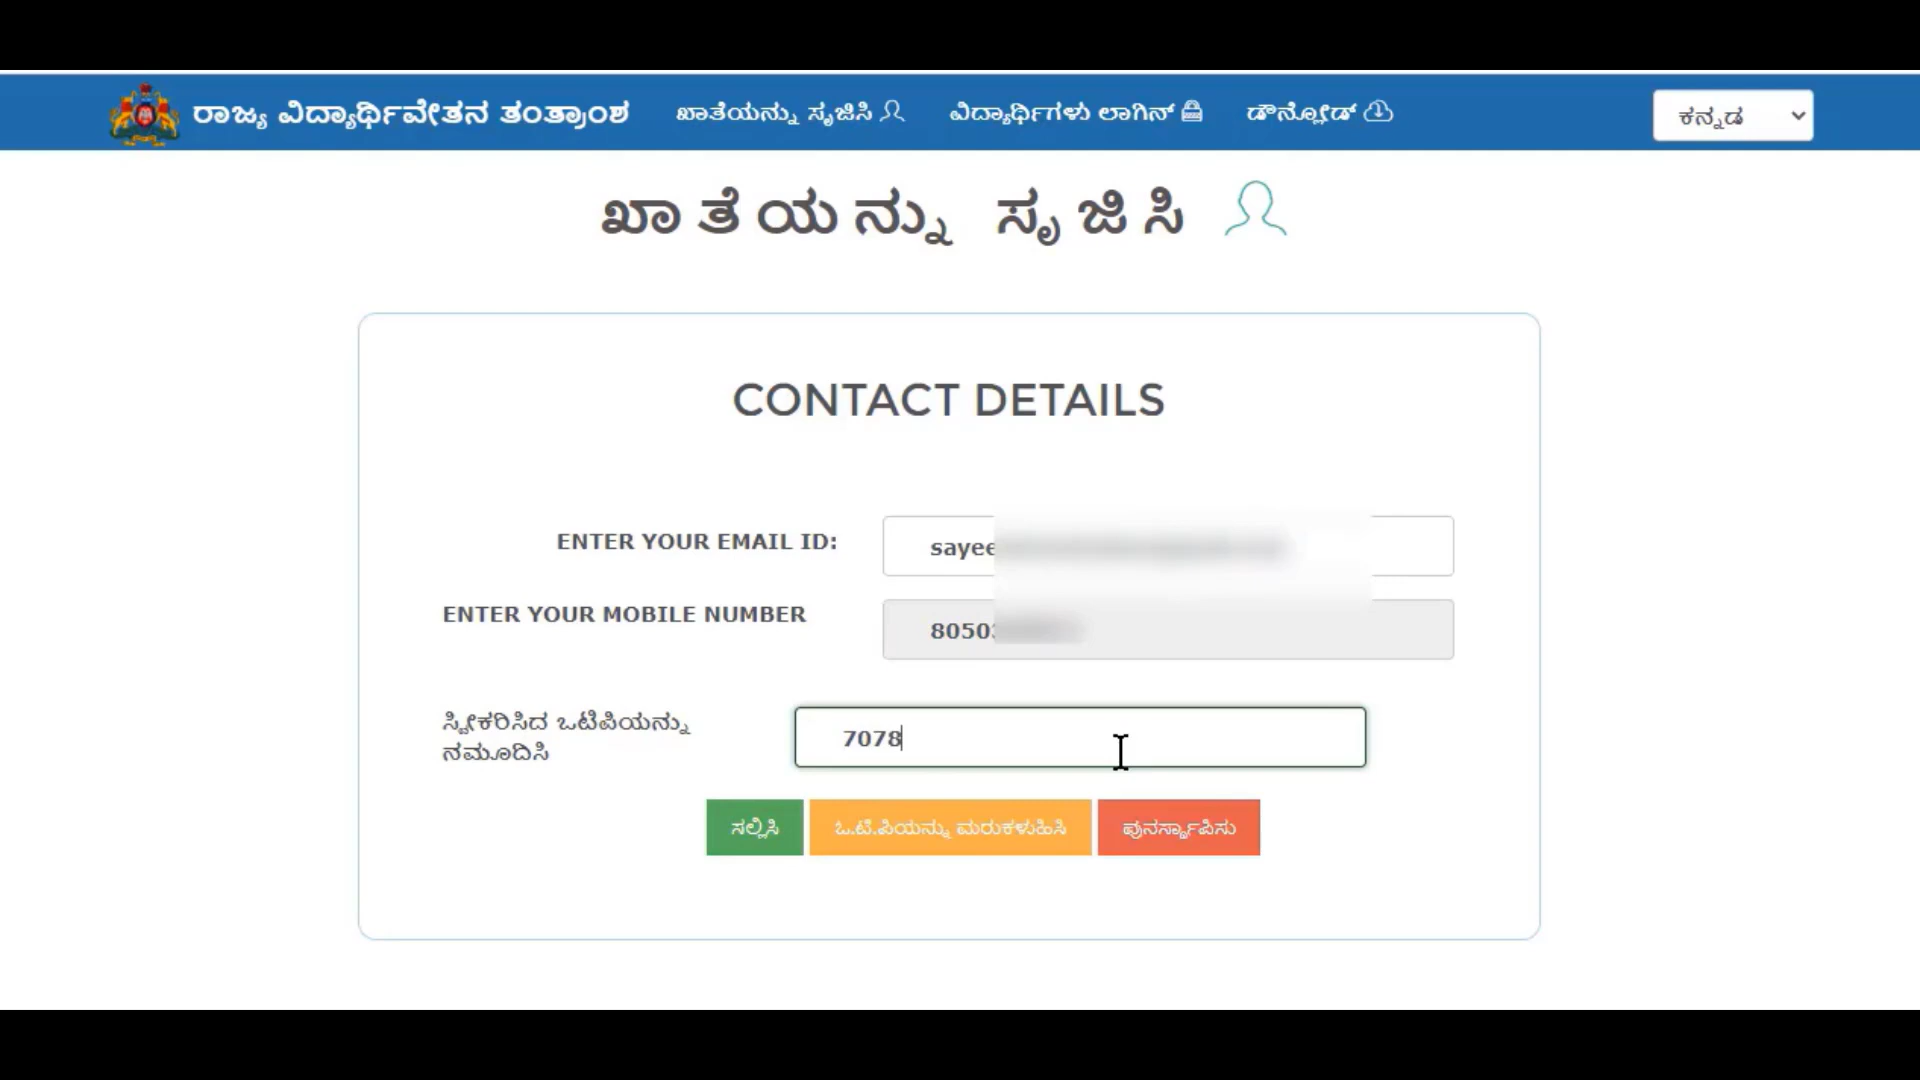 ರಾಜ್ಯ ವಿದ್ಯಾರ್ಥಿವೇತನ ತಂತ್ರಾಂಶ ಖಾತೆಯನ್ನು ಸೃಜಿಸಿ ವಿದ್ಯಾರ್ಥಿಗಳು ಲಾಗಿನ್ ಡೌನ್ಲೋಡ್ ಕನ್ನಡ
ಖಾತೆಯನ್ನು ಸೃಜಿಸಿ
CONTACT DETAILS
ENTER YOUR EMAIL ID: sayee
ENTER YOUR MOBILE NUMBER 8050
ಸ್ವೀಕರಿಸಿದ ಒಟಿಪಿಯನ್ನು
ನಮೂದಿಸಿ 7078
ಸಲ್ಲಿಸಿ ಓ.ಟಿ.ಪಿಯನ್ನು ಮರುಕಳುಹಿಸಿ ಪುನರ್ಸ್ಥಾಪಿಸು